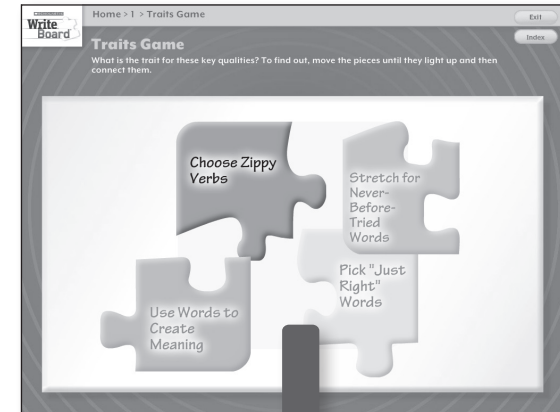 SCHOLASTIC
Write
Board
Home > 1 > Traits Game
Exit
Index
Traits Game
What is the trait for these key qualities? To find out, move the pieces until they light up and then
connect them.
Choose Zippy
Verbs
Stretch for
Never-
Before-
Tried
Words
Pick "Just
Right"
Words
Use Words to
Create
Meaning